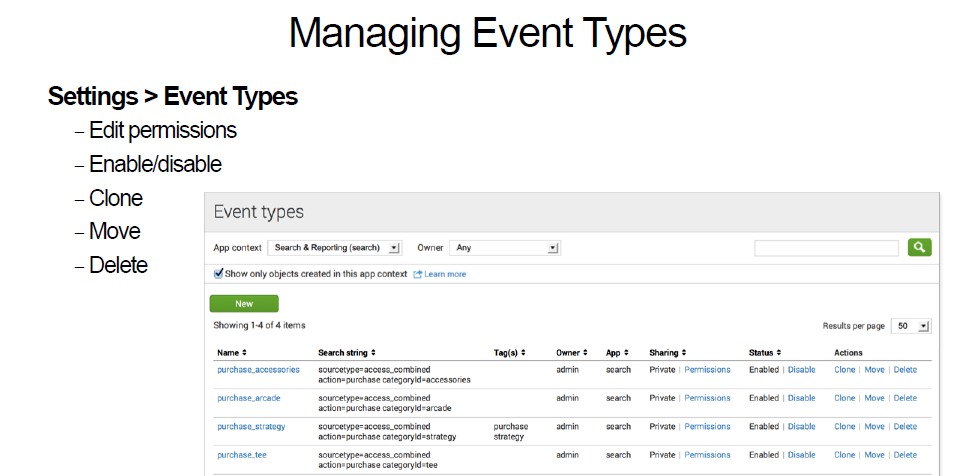 Managing Event Types
Settings > Event Types
– Edit permissions
– Enable/disable
– Clone
– Move
– Delete
Event types
App context Search & Reporting (search) Owner Any
Show only objects created in this app context Learn more
New
Showing 1-4 of 4 items Results per page 50
Name Search string Tag(s) Owner App Sharing Status Actions
purchase_accessories sourcetype=access_combined admin search Private | Permissions Enabled | Disable Clone | Move | Delete
action=purchase categoryId=accessories
purchase_arcade sourcetype=access_combined admin search Private | Permissions Enabled | Disable Clone | Move | Delete
action=purchase categoryId=arcade
purchase_strategy sourcetype=access_combined purchase admin search Private | Permissions Enabled | Disable Clone | Move | Delete
action=purchase categoryId=strategy strategy
purchase_tee sourcetype=access_combined admin search Private | Permissions Enabled | Disable Clone | Move | Delete
action=purchase categoryId=tee